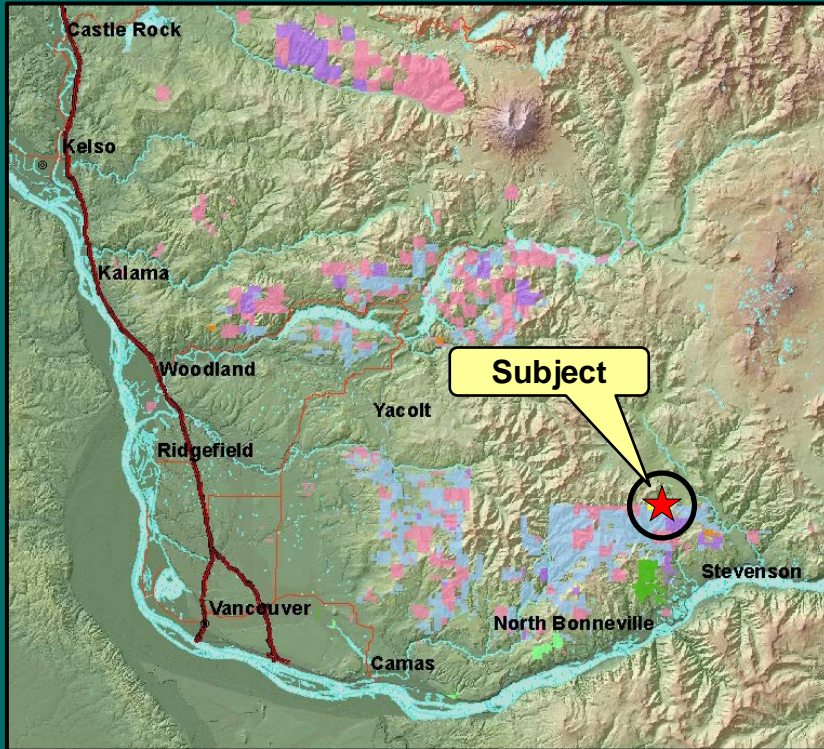 Castle Rock
Kelso
Kalama
Woodland
Subject
Yacolt
Ridgefield
Stevenson
Vancouver
North Bonneville
Camas